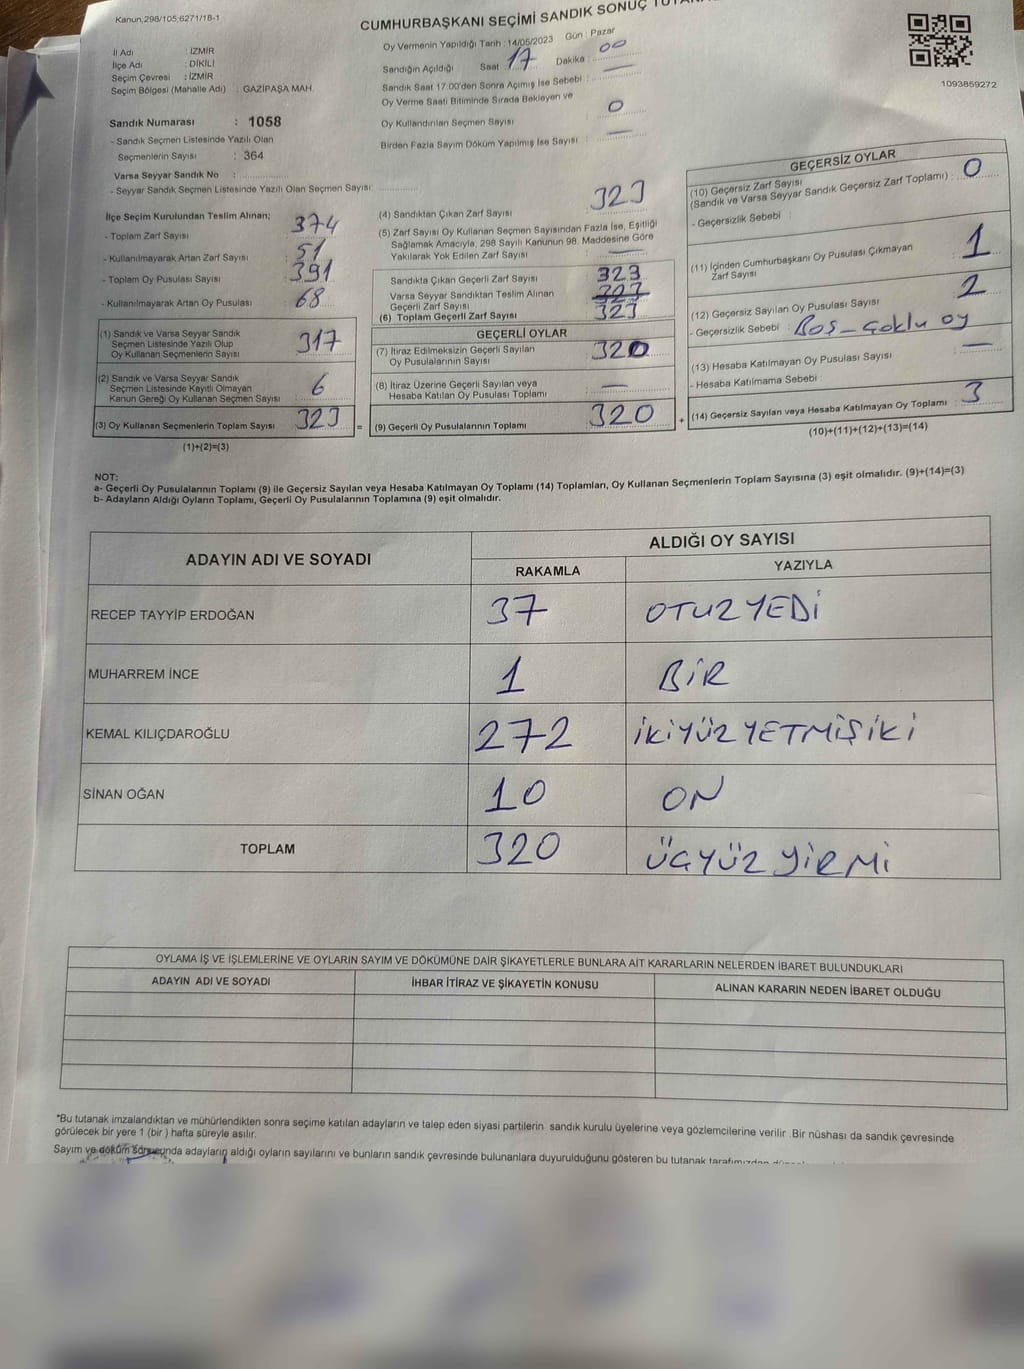 Kanun;298/105;6271/18-1
CUMHURBAŞKANI SEÇİMİ SANDIK SONUÇ
İl Adı : İZMİR
İlçe Adı : DİKİLİ
Seçim Çevresi : İZMİR
Seçim Bölgesi (Mahalle Adı) : GAZİPAŞA MAH.
Oy Vermenin Yapıldığı Tarih : 14/05/2023 Gün : Pazar
Sandığın Açıldığı Saat : 17 Dakika : 00
Sandık Saat 17.00'den Sonra Açımış İse Sebebi : —
Oy Verme Saati Bitiminde Sırada Bekleyen ve
Oy Kullandırılan Seçmen Sayısı : 0
Birden Fazla Sayım Döküm Yapılmış İse Sayısı : —
1093859272
Sandık Numarası : 1058
- Sandık Seçmen Listesinde Yazılı Olan
Seçmenlerin Sayısı : 364
Varsa Seyyar Sandık No :
- Seyyar Sandık Seçmen Listesinde Yazılı Olan Seçmen Sayısı:
İlçe Seçim Kurulundan Teslim Alınan;
- Toplam Zarf Sayısı : 374
- Kullanılmayarak Artan Zarf Sayısı : 51
- Toplam Oy Pusulası Sayısı : 391
- Kullanılmayarak Artan Oy Pusulası : 68
(1) Sandık ve Varsa Seyyar Sandık
Seçmen Listesinde Yazılı Olup
Oy Kullanan Seçmenlerin Sayısı : 317
(2) Sandık ve Varsa Seyyar Sandık
Seçmen Listesinde Kayıtlı Olmayan
Kanun Gereği Oy Kullanan Seçmen Sayısı : 6
(3) Oy Kullanan Seçmenlerin Toplam Sayısı : 323 =
(1)+(2)=(3)
(4) Sandıktan Çıkan Zarf Sayısı : 323
(5) Zarf Sayısı Oy Kullanan Seçmen Sayısından Fazla İse, Eşitliği
Sağlamak Amacıyla, 298 Sayılı Kanunun 98. Maddesine Göre
Yakılarak Yok Edilen Zarf Sayısı : —
Sandıkta Çıkan Geçerli Zarf Sayısı : 323
Varsa Seyyar Sandıktan Teslim Alınan
Geçerli Zarf Sayısı :
(6) Toplam Geçerli Zarf Sayısı : 323
GEÇERLİ OYLAR
(7) İtiraz Edilmeksizin Geçerli Sayılan
Oy Pusulalarının Sayısı : 320
(8) İtiraz Üzerine Geçerli Sayılan veya
Hesaba Katılan Oy Pusulası Toplamı : —
(9) Geçerli Oy Pusulalarının Toplamı : 320 +
GEÇERSİZ OYLAR
(10) Geçersiz Zarf Sayısı
(Sandık ve Varsa Seyyar Sandık Geçersiz Zarf Toplamı) : 0
- Geçersizlik Sebebi :
(11) İçinden Cumhurbaşkanı Oy Pusulası Çıkmayan
Zarf Sayısı : 1
(12) Geçersiz Sayılan Oy Pusulası Sayısı : 2
- Geçersizlik Sebebi : Boş - çoklu oy
(13) Hesaba Katılmayan Oy Pusulası Sayısı : —
- Hesaba Katılmama Sebebi :
(14) Geçersiz Sayılan veya Hesaba Katılmayan Oy Toplamı : 3
(10)+(11)+(12)+(13)=(14)
NOT:
a- Geçerli Oy Pusulalarının Toplamı (9) ile Geçersiz Sayılan veya Hesaba Katılmayan Oy Toplamı (14) Toplamları, Oy Kullanan Seçmenlerin Toplam Sayısına (3) eşit olmalıdır. (9)+(14)=(3)
b- Adayların Aldığı Oyların Toplamı, Geçerli Oy Pusulalarının Toplamına (9) eşit olmalıdır.
ADAYIN ADI VE SOYADI
ALDIĞI OY SAYISI
RAKAMLA YAZIYLA
RECEP TAYYİP ERDOĞAN 37 OTUZYEDİ
MUHARREM İNCE 1 BİR
KEMAL KILIÇDAROĞLU 272 İKİYÜZYETMİŞİKİ
SİNAN OĞAN 10 ON
TOPLAM 320 ÜÇYÜZYİRMİ
OYLAMA İŞ VE İŞLEMLERİNE VE OYLARIN SAYIM VE DÖKÜMÜNE DAİR ŞİKAYETLERLE BUNLARA AİT KARARLARIN NELERDEN İBARET BULUNDUKLARI
ADAYIN ADI VE SOYADI İHBAR İTİRAZ VE ŞİKAYETİN KONUSU ALINAN KARARIN NEDEN İBARET OLDUĞU
*Bu tutanak imzalandıktan ve mühürlendikten sonra seçime katılan adayların ve talep eden siyasi partilerin sandık kurulu üyelerine veya gözlemcilerine verilir. Bir nüshası da sandık çevresinde
görülecek bir yere 1 (bir) hafta süreyle asılır.
Sayım ve döküm sonucunda adayların aldığı oyların sayılarını ve bunların sandık çevresinde bulunanlara duyurulduğunu gösteren bu tutanak tarafımızdan